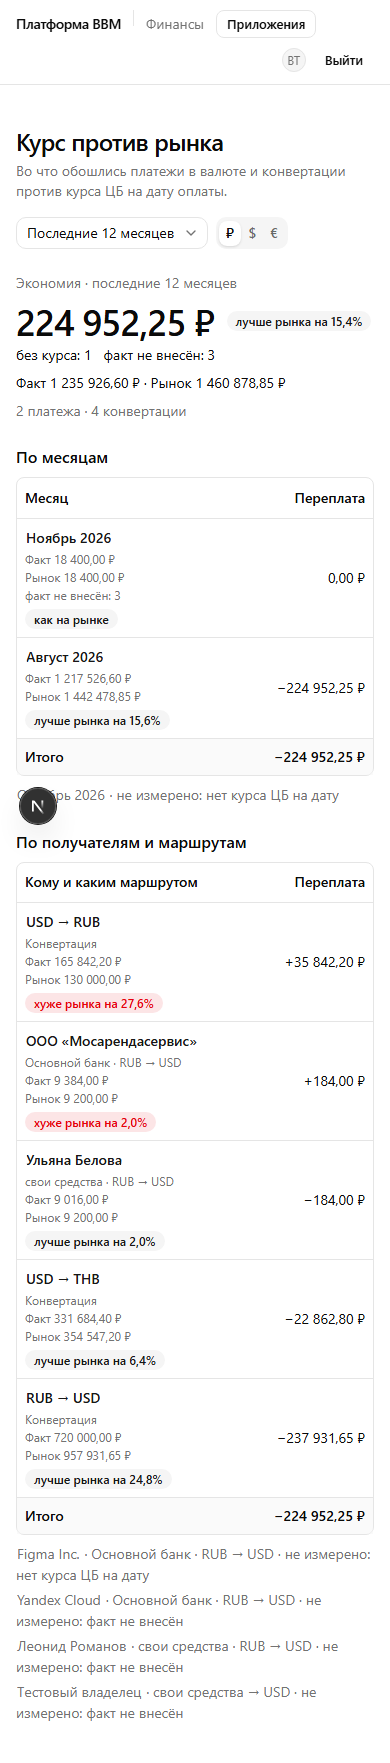 Платформа ВВМ
Финансы
Приложения
ВТ
Выйти
Курс против рынка
Во что обошлись платежи в валюте и конвертации
против курса ЦБ на дату оплаты.
Последние 12 месяцев
₽ $ €
Экономия · последние 12 месяцев
224 952,25 ₽
лучше рынка на 15,4%
без курса: 1 факт не внесён: 3
Факт 1 235 926,60 ₽ · Рынок 1 460 878,85 ₽
2 платежа · 4 конвертации
По месяцам
Месяц Переплата
Ноябрь 2026
Факт 18 400,00 ₽
Рынок 18 400,00 ₽
0,00 ₽
факт не внесён: 3
как на рынке
Август 2026
Факт 1 217 526,60 ₽
−224 952,25 ₽
Рынок 1 442 478,85 ₽
лучше рынка на 15,6%
Итого −224 952,25 ₽
2026 · не измерено: нет курса ЦБ на дату
N
По получателям и маршрутам
Кому и каким маршрутом Переплата
USD → RUB
Конвертация
Факт 165 842,20 ₽
+35 842,20 ₽
Рынок 130 000,00 ₽
хуже рынка на 27,6%
ООО «Мосарендасервис»
Основной банк · RUB → USD
Факт 9 384,00 ₽
+184,00 ₽
Рынок 9 200,00 ₽
хуже рынка на 2,0%
Ульяна Белова
свои средства · RUB → USD
Факт 9 016,00 ₽
−184,00 ₽
Рынок 9 200,00 ₽
лучше рынка на 2,0%
USD → THB
Конвертация
Факт 331 684,40 ₽
−22 862,80 ₽
Рынок 354 547,20 ₽
лучше рынка на 6,4%
RUB → USD
Конвертация
Факт 720 000,00 ₽
−237 931,65 ₽
Рынок 957 931,65 ₽
лучше рынка на 24,8%
Итого −224 952,25 ₽
Figma Inc. · Основной банк · RUB → USD · не измерено:
нет курса ЦБ на дату
Yandex Cloud · Основной банк · RUB → USD · не
измерено: факт не внесён
Леонид Романов · свои средства · RUB → USD · не
измерено: факт не внесён
Тестовый владелец · свои средства → USD · не
измерено: факт не внесён